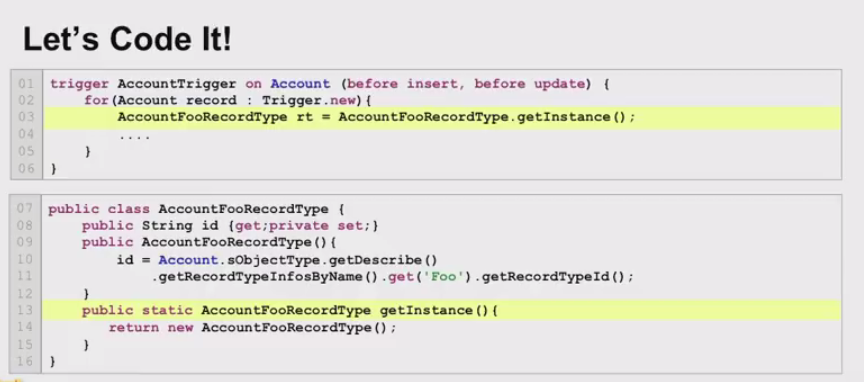 Let's Code It!
01 trigger AccountTrigger on Account (before insert, before update) {
02     for(Account record : Trigger.new){
03         AccountFooRecordType rt = AccountFooRecordType.getInstance();
04         ....
05     }
06 }
07 public class AccountFooRecordType {
08     public String id {get;private set;}
09     public AccountFooRecordType(){
10         id = Account.sObjectType.getDescribe()
11             .getRecordTypeInfosByName().get('Foo').getRecordTypeId();
12     }
13     public static AccountFooRecordType getInstance(){
14        return new AccountFooRecordType();
15     }
16 }